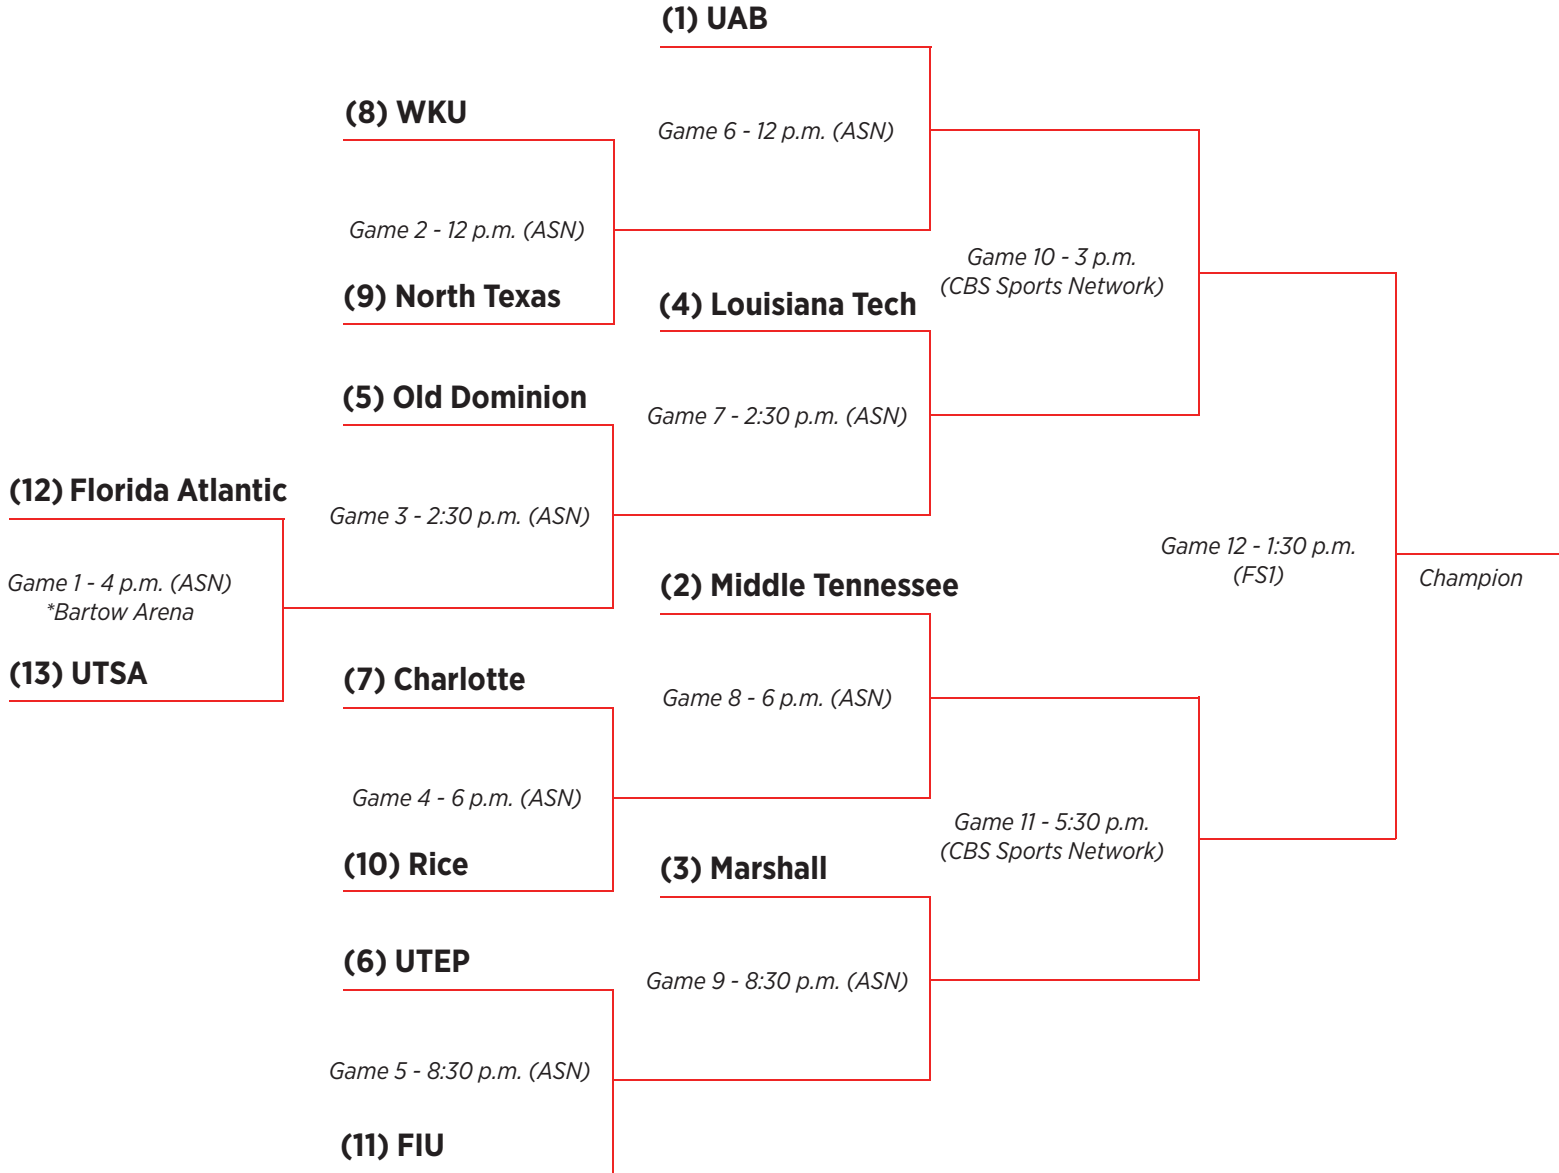 (1) UAB
(8) WKU
Game 6 - 12 p.m. (ASN)
Game 2 - 12 p.m. (ASN)
Game 10 - 3 p.m.
(CBS Sports Network)
(9) North Texas
(4) Louisiana Tech
(5) Old Dominion
Game 7 - 2:30 p.m. (ASN)
(12) Florida Atlantic
Game 3 - 2:30 p.m. (ASN)
Game 12 - 1:30 p.m.
(FS1)
Champion
Game 1 - 4 p.m. (ASN)
*Bartow Arena
(2) Middle Tennessee
(13) UTSA
(7) Charlotte
Game 8 - 6 p.m. (ASN)
Game 4 - 6 p.m. (ASN)
Game 11 - 5:30 p.m.
(CBS Sports Network)
(10) Rice
(3) Marshall
(6) UTEP
Game 9 - 8:30 p.m. (ASN)
Game 5 - 8:30 p.m. (ASN)
(11) FIU